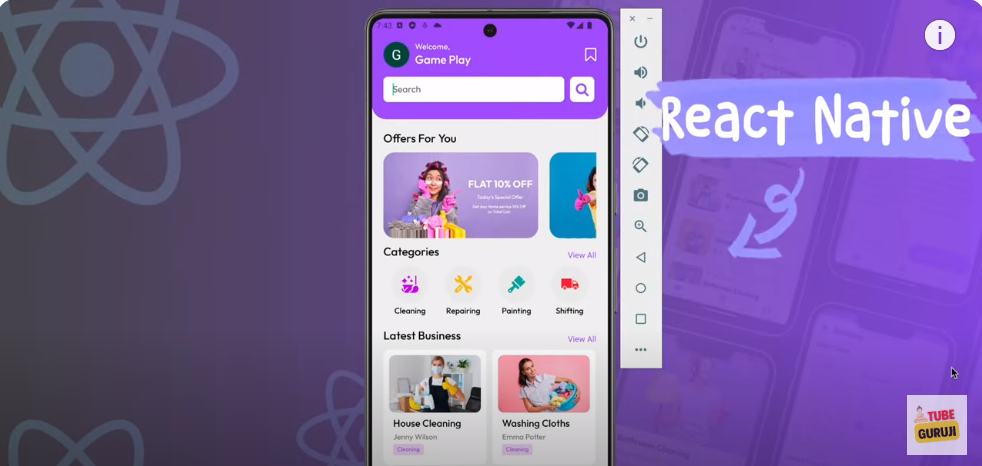 7:43
G
Welcome,
Game Play
Search
Offers For You
FLAT 10% OFF
Today's Special Offer
Categories
View All
Cleaning
Repairing
Painting
Shifting
Latest Business
View All
House Cleaning
Jenny Wilson
Cleaning
Washing Cloths
Emma Potter
Cleaning
React Native
i
TUBE
GURUJI